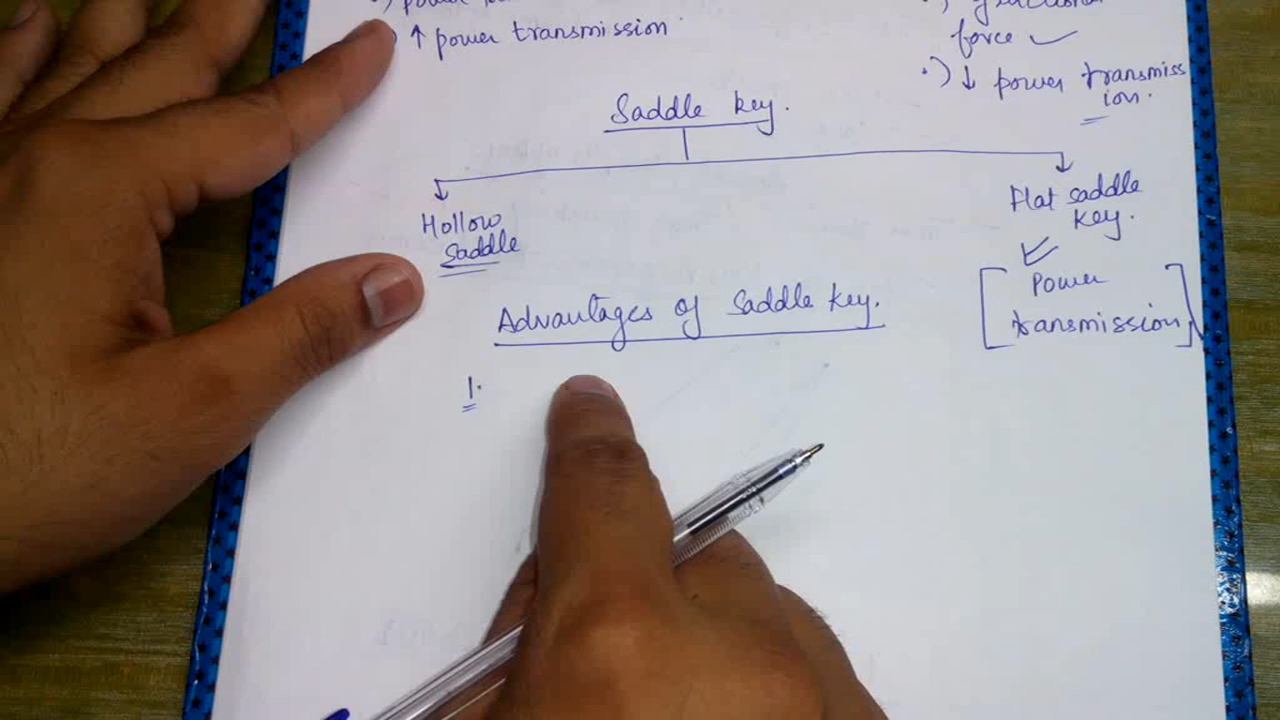 ↑ power transmission
force ✓
•) ↓ power transmiss
ion.
Saddle key.
Hollow
saddle
Flat saddle
key.
Power
transmission
Advantages of saddle key.
1.